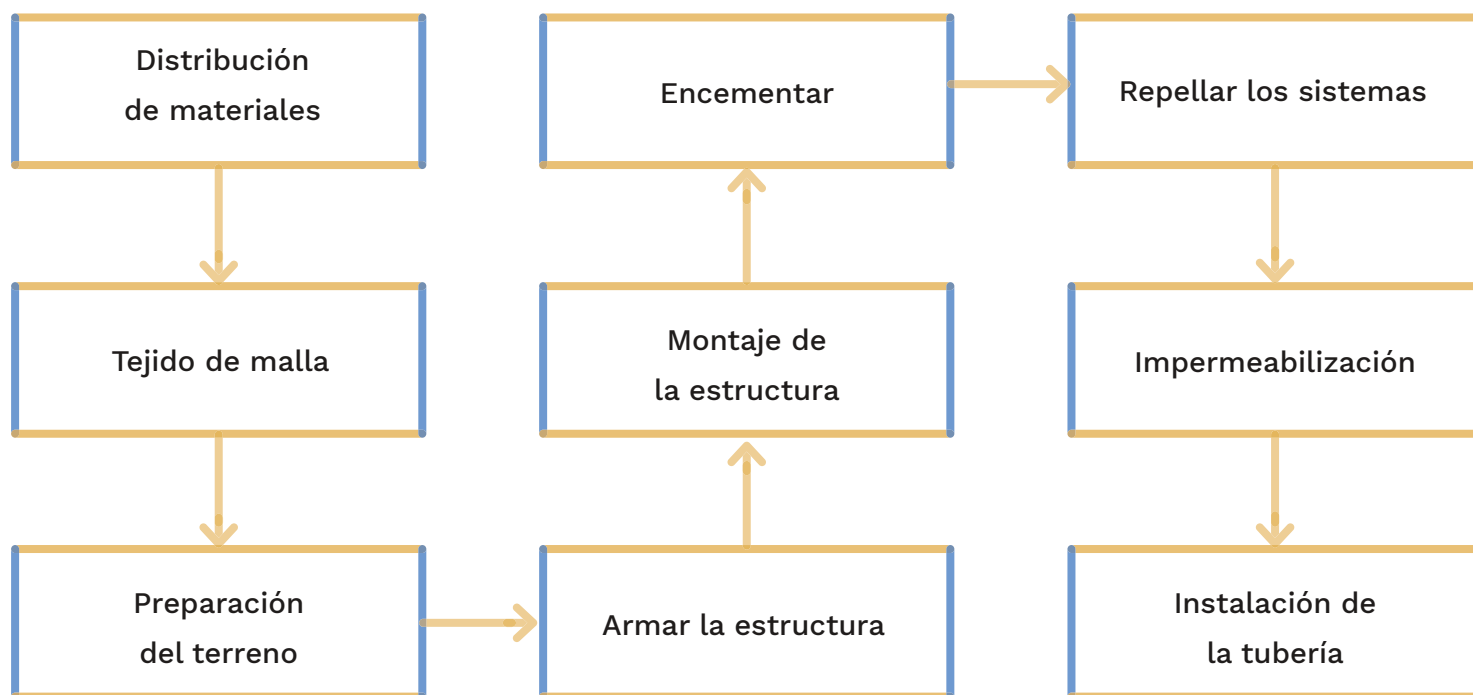 Distribución
de materiales
Tejido de malla
Preparación
del terreno
Armar la estructura
Montaje de
la estructura
Encementar
Repellar los sistemas
Impermeabilización
Instalación de
la tubería